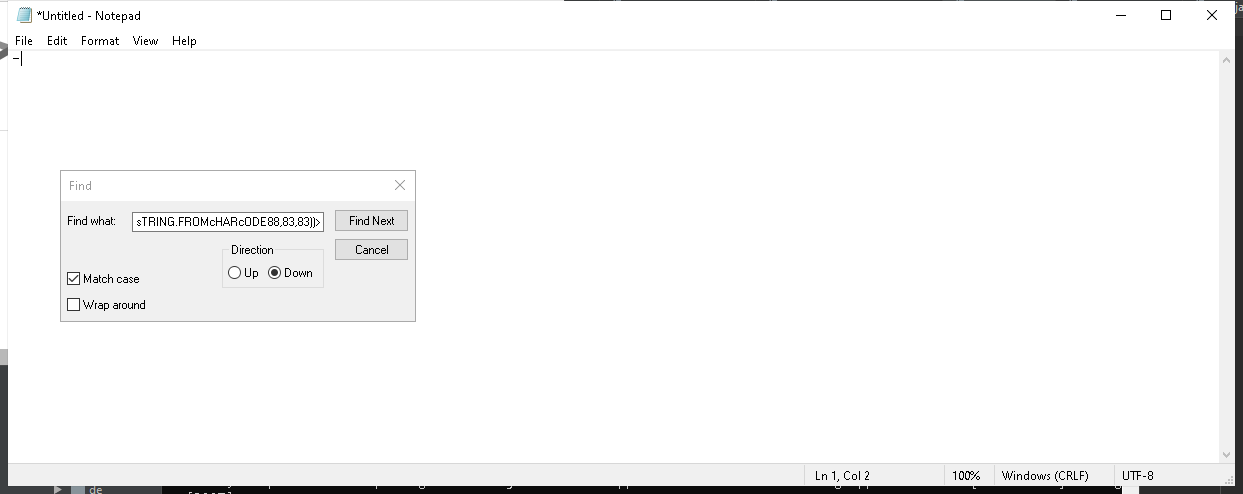 *Untitled - Notepad
File Edit Format View Help
-
Find
Find what: sTRING.FROMcHARcODE88,83,83))> Find Next
Direction Cancel
Up Down
Match case
Wrap around
Ln 1, Col 2 100% Windows (CRLF) UTF-8
de